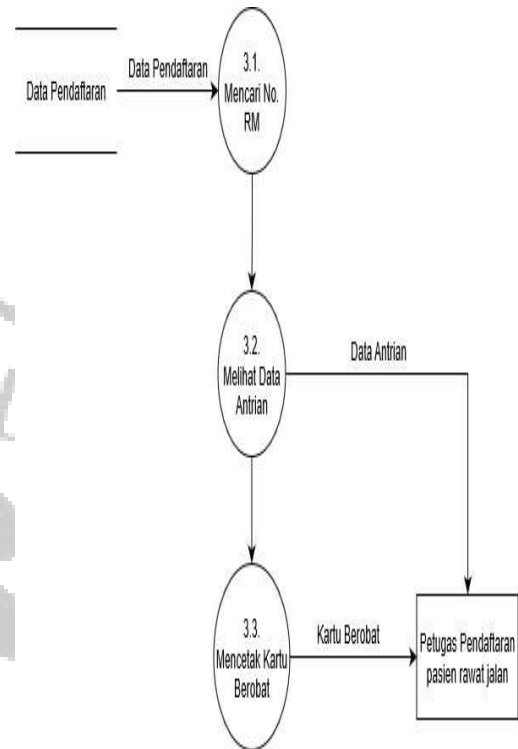 Data Pendaftaran
Data Pendaftaran
3.1.
Mencari No.
RM
3.2.
Melihat Data
Antrian
Data Antrian
3.3.
Mencetak Kartu
Berobat
Kartu Berobat
Petugas Pendaftaran
pasien rawat jalan